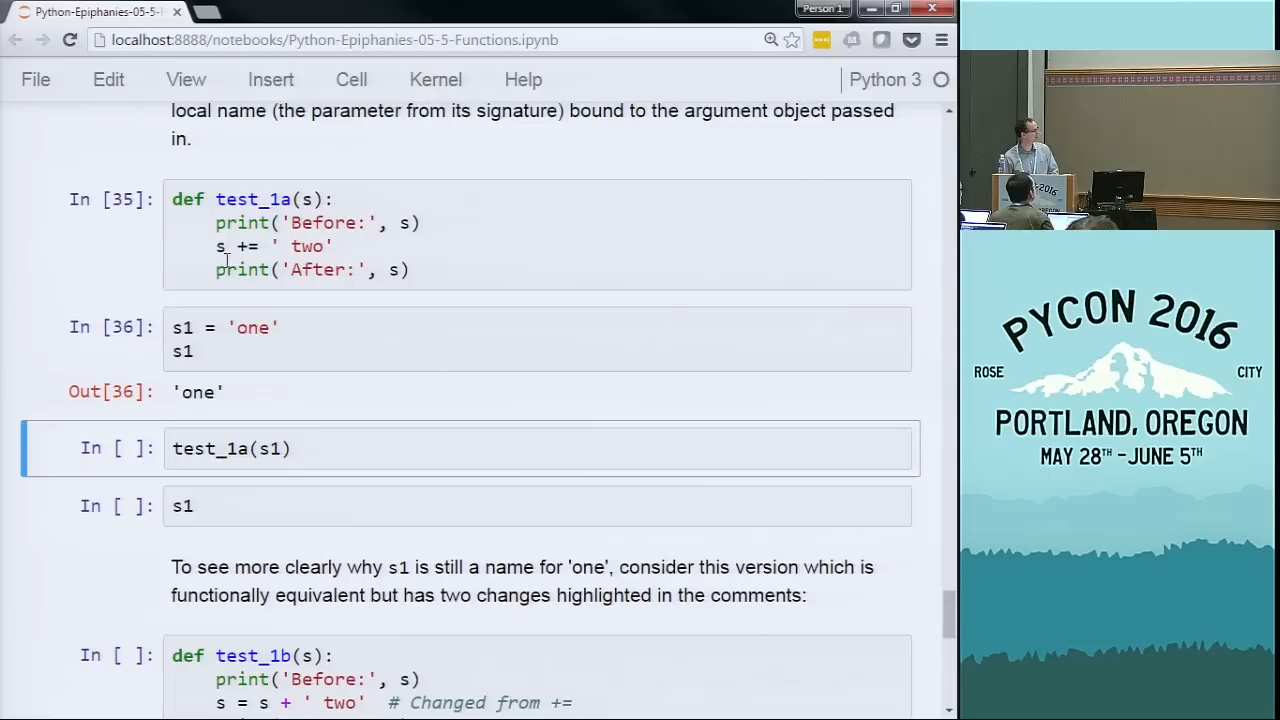 Python-Epiphanies-05-5-
Person 1
localhost:8888/notebooks/Python-Epiphanies-05-5-Functions.ipynb
File Edit View Insert Cell Kernel Help Python 3
local name (the parameter from its signature) bound to the argument object passed
in.
In [35]: def test_1a(s):
print('Before:', s)
s += ' two'
print('After:', s)
In [36]: s1 = 'one'
s1
Out[36]: 'one'
In [ ]: test_1a(s1)
In [ ]: s1
To see more clearly why s1 is still a name for 'one', consider this version which is
functionally equivalent but has two changes highlighted in the comments:
In [ ]: def test_1b(s):
print('Before:', s)
s = s + ' two' # Changed from +=
PYCON 2016
ROSE CITY
PORTLAND, OREGON
MAY 28TH - JUNE 5TH